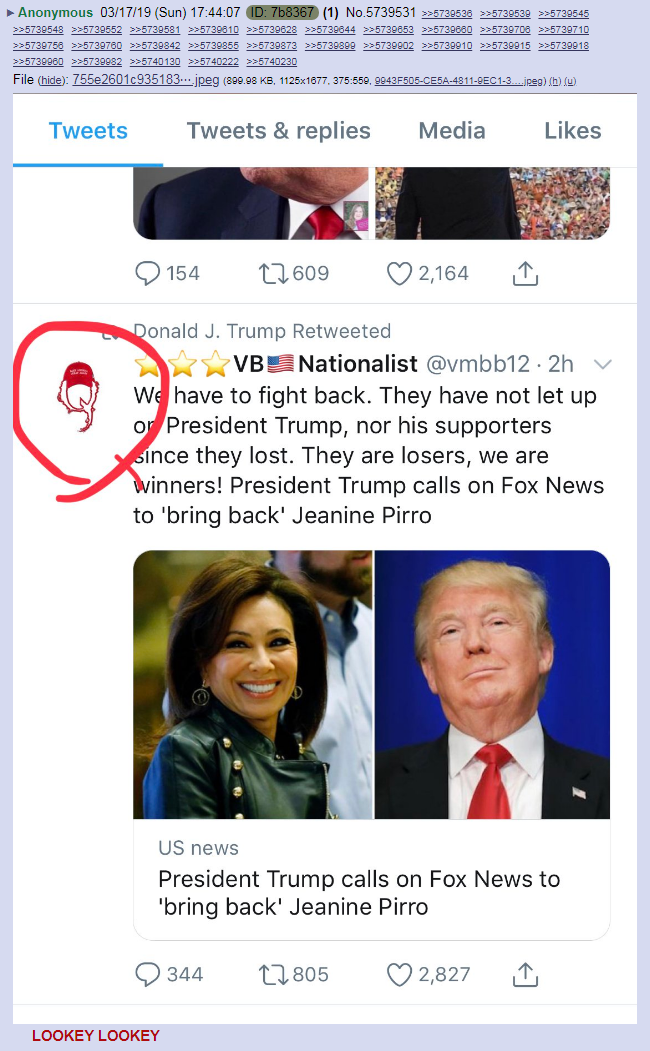 Anonymous 03/17/19 (Sun) 17:44:07 ID: 7b8367 (1) No.5739531 >>5739536 >>5739539 >>5739545
>>5739548 >>5739552 >>5739581 >>5739610 >>5739628 >>5739644 >>5739653 >>5739660 >>5739706 >>5739710
>>5739756 >>5739760 >>5739842 >>5739855 >>5739873 >>5739899 >>5739902 >>5739910 >>5739915 >>5739918
>>5739960 >>5739982 >>5740130 >>5740222 >>5740230
File (hide): 755e2601c935183⋯.jpeg (899.98 KB, 1125x1677, 375:559, 9943F505-CE5A-4811-9EC1-3….jpeg) (h) (u)
Tweets Tweets & replies Media Likes
154 609 2,164
Donald J. Trump Retweeted
VB Nationalist @vmbb12 · 2h
We have to fight back. They have not let up
on President Trump, nor his supporters
since they lost. They are losers, we are
winners! President Trump calls on Fox News
to 'bring back' Jeanine Pirro
US news
President Trump calls on Fox News to
'bring back' Jeanine Pirro
344 805 2,827
LOOKEY LOOKEY